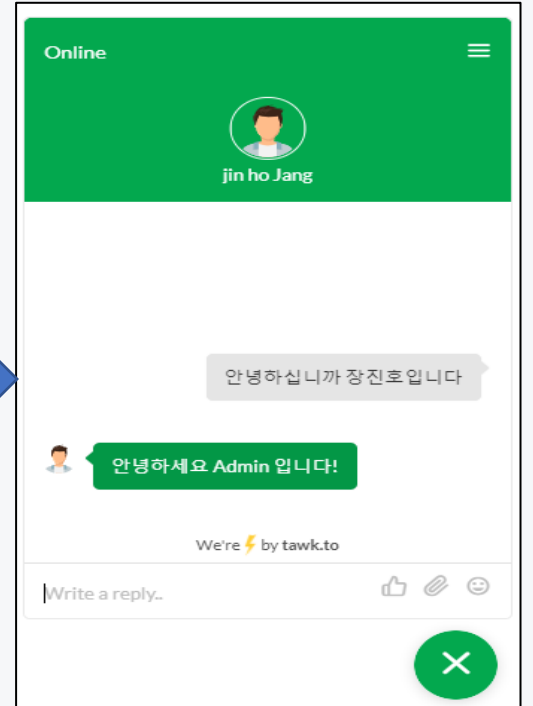 Online
jin ho Jang
안녕하십니까 장진호입니다
안녕하세요 Admin 입니다!
We're⚡by tawk.to
Write a reply..